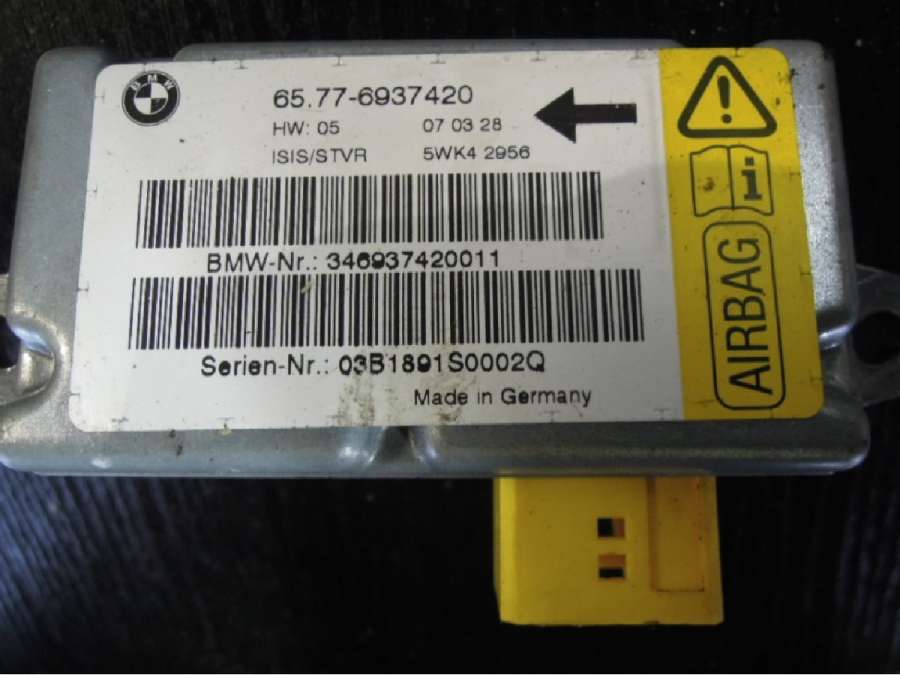 BMW
65.77-6937420
HW: 05 07 03 28
ISIS/STVR 5WK4 2956
BMW-Nr.: 346937420011
Serien-Nr.: 03B1891S0002Q
Made in Germany
!
i
AIRBAG